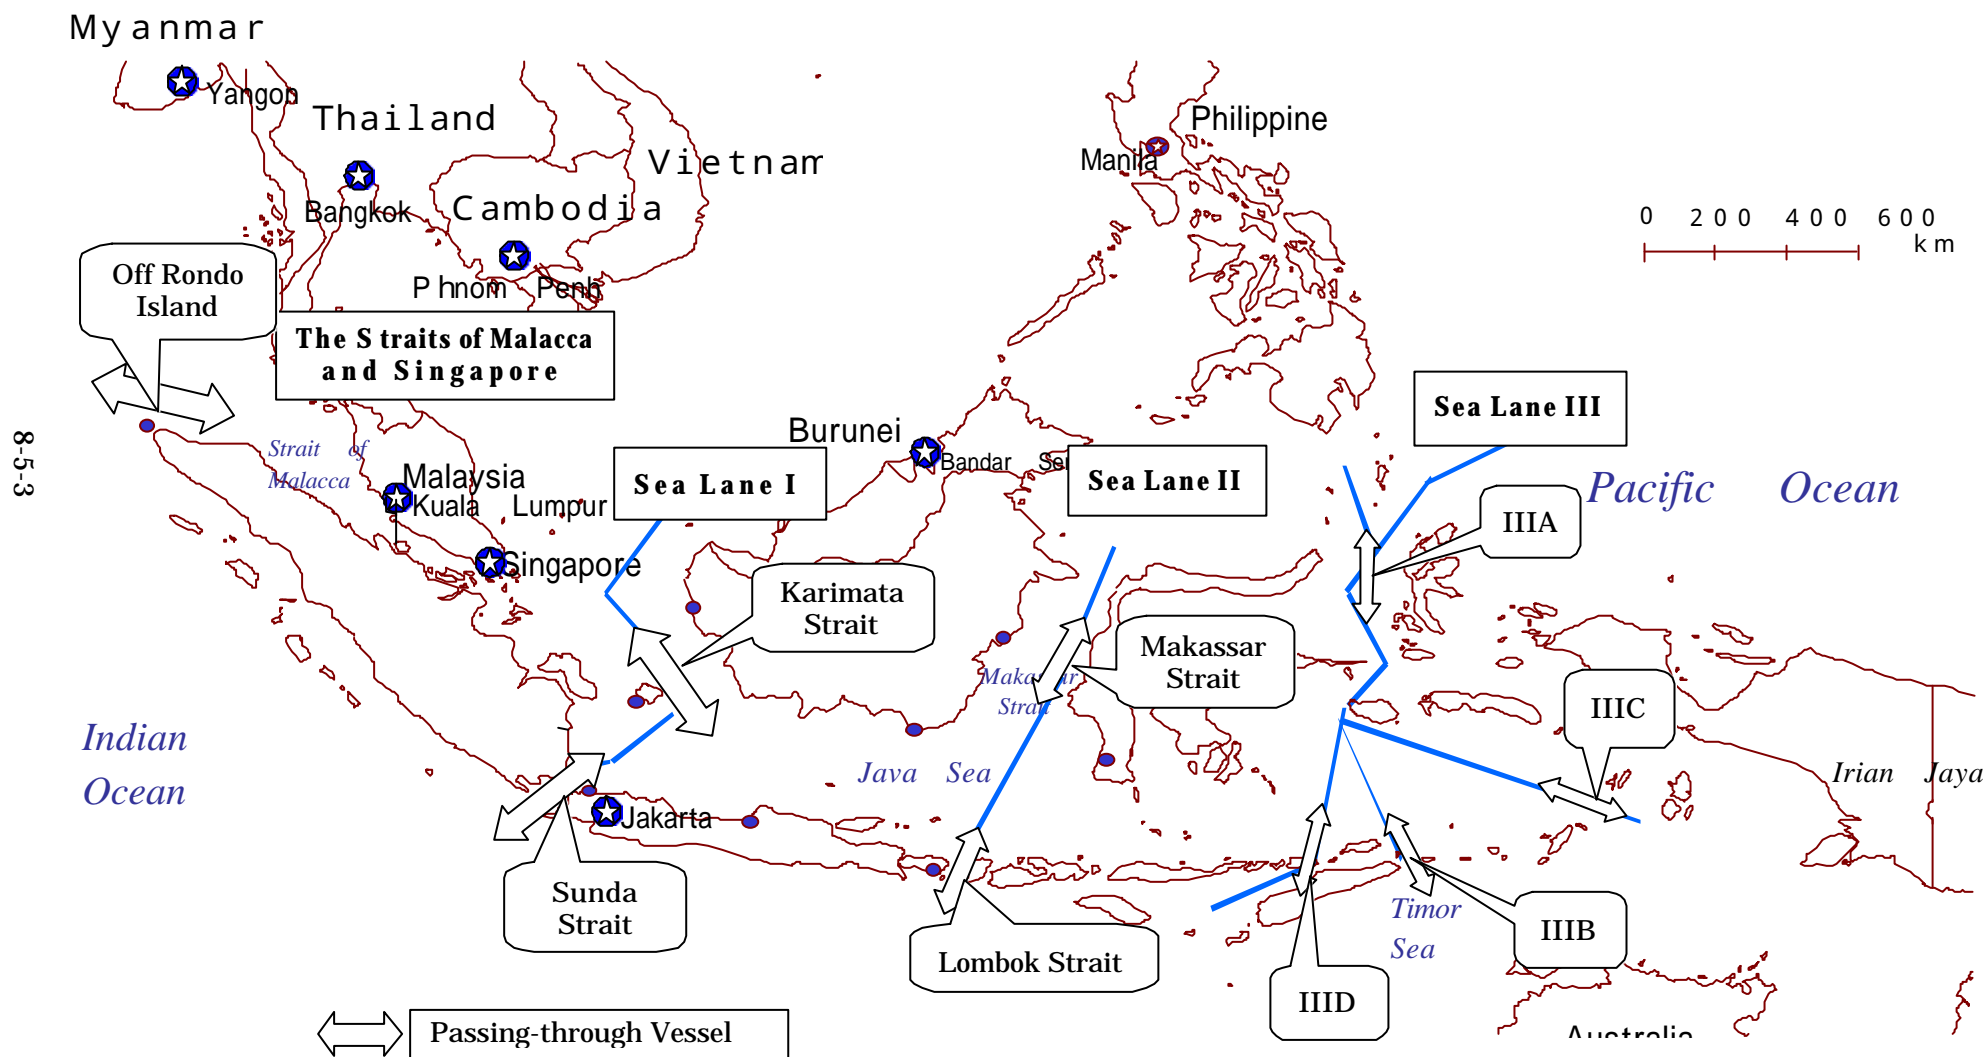 Myanmar
Yangon
Thailand
Vietnam
Bangkok
Cambodia
Phnom Penh
Philippine
Manila
0 200 400 600
km
Off Rondo
Island
The Straits of Malacca
and Singapore
8-5-3
Strait of
Malacca
Malaysia
Kuala Lumpur
Singapore
Burunei
Bandar Ser
Sea Lane I
Sea Lane II
Sea Lane III
Pacific Ocean
IIIA
Karimata
Strait
Makassar
Strait
Strait
IIIC
Indian
Ocean
Java Sea
Irian Jaya
Jakarta
Sunda
Strait
Lombok Strait
Timor
Sea
IIIB
IIID
Australia
Passing-through Vessel